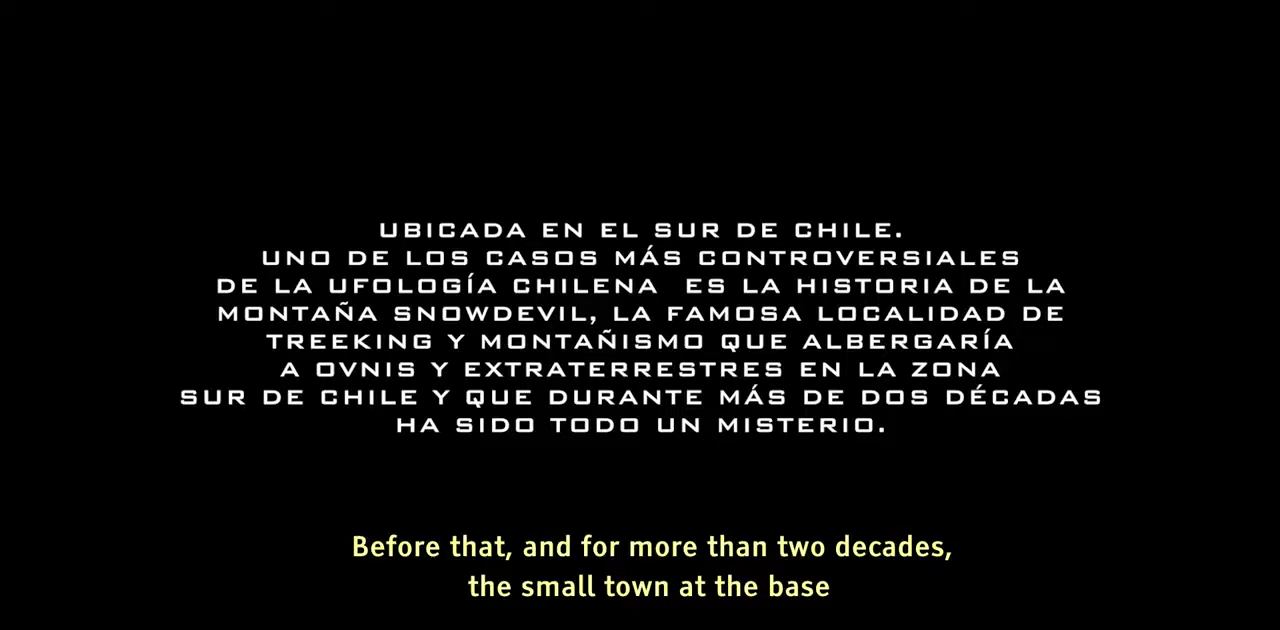 UBICADA EN EL SUR DE CHILE.
UNO DE LOS CASOS MÁS CONTROVERSIALES
DE LA UFOLOGÍA CHILENA  ES LA HISTORIA DE LA
MONTAÑA SNOWDEVIL, LA FAMOSA LOCALIDAD DE
TREEKING Y MONTAÑISMO QUE ALBERGARÍA
A OVNIS Y EXTRATERRESTRES EN LA ZONA
SUR DE CHILE Y QUE DURANTE MÁS DE DOS DÉCADAS
HA SIDO TODO UN MISTERIO.
Before that, and for more than two decades,
the small town at the base